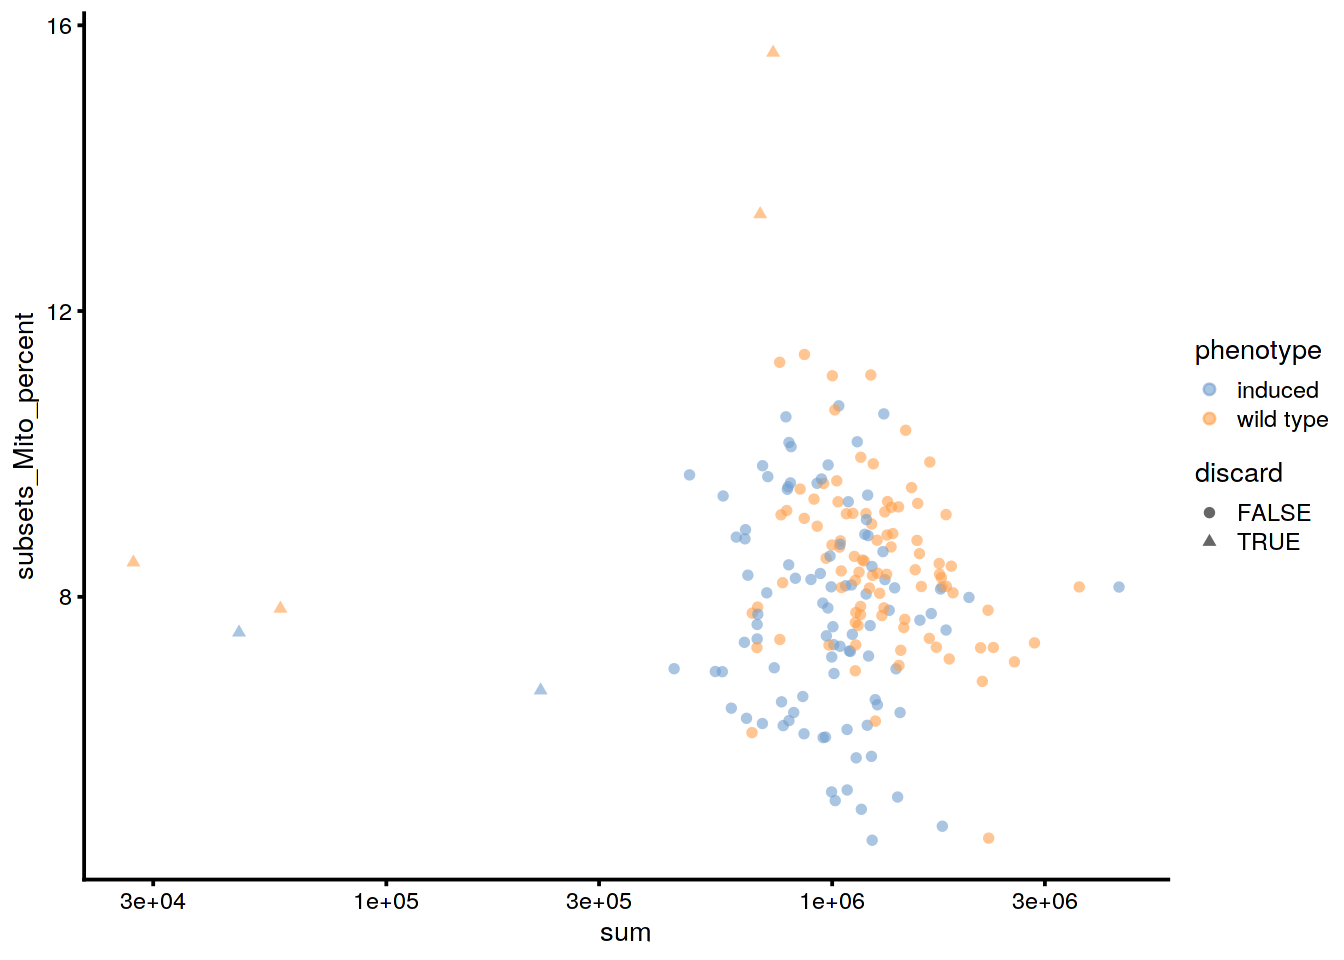 16
12
8
subsets_Mito_percent
3e+04
1e+05
3e+05
1e+06
3e+06
sum
phenotype
induced
wild type
discard
FALSE
TRUE